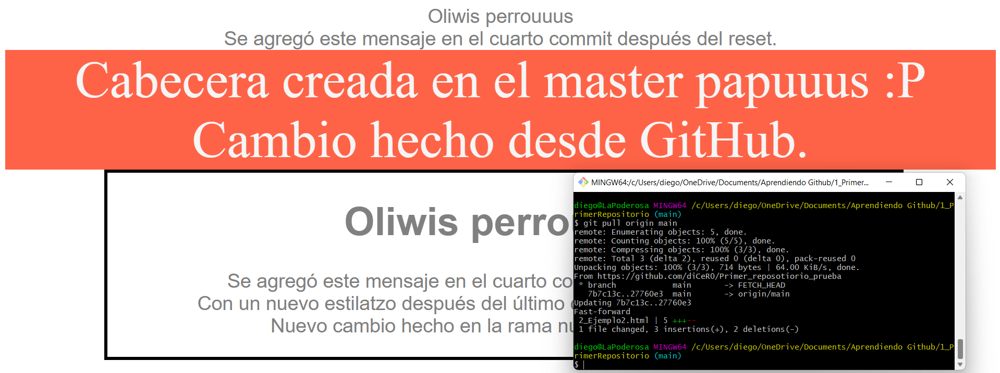 Oliwis perrouuus
Se agregó este mensaje en el cuarto commit después del reset.
Cabecera creada en el master papuuus :P
Cambio hecho desde GitHub.
Oliwis perro
Se agregó este mensaje en el cuarto co
Con un nuevo estilatzo después del último
Nuevo cambio hecho en la rama nu
MINGW64:/c/Users/diego/OneDrive/Documents/Aprendiendo Github/1_Primer...
diego@LaPoderosa MINGW64 /c/Users/diego/OneDrive/Documents/Aprendiendo Github/1_P
rimerRepositorio (main)
$ git pull origin main
remote: Enumerating objects: 5, done.
remote: Counting objects: 100% (5/5), done.
remote: Compressing objects: 100% (3/3), done.
remote: Total 3 (delta 2), reused 0 (delta 0), pack-reused 0
Unpacking objects: 100% (3/3), 714 bytes | 64.00 KiB/s, done.
From https://github.com/diCeR0/Primer_reposotiorio_prueba
 * branch            main       -> FETCH_HEAD
   7b7c13c..27760e3  main       -> origin/main
Updating 7b7c13c..27760e3
Fast-forward
 2_Ejemplo2.html | 5 +++--
 1 file changed, 3 insertions(+), 2 deletions(-)
diego@LaPoderosa MINGW64 /c/Users/diego/OneDrive/Documents/Aprendiendo Github/1_P
rimerRepositorio (main)
$